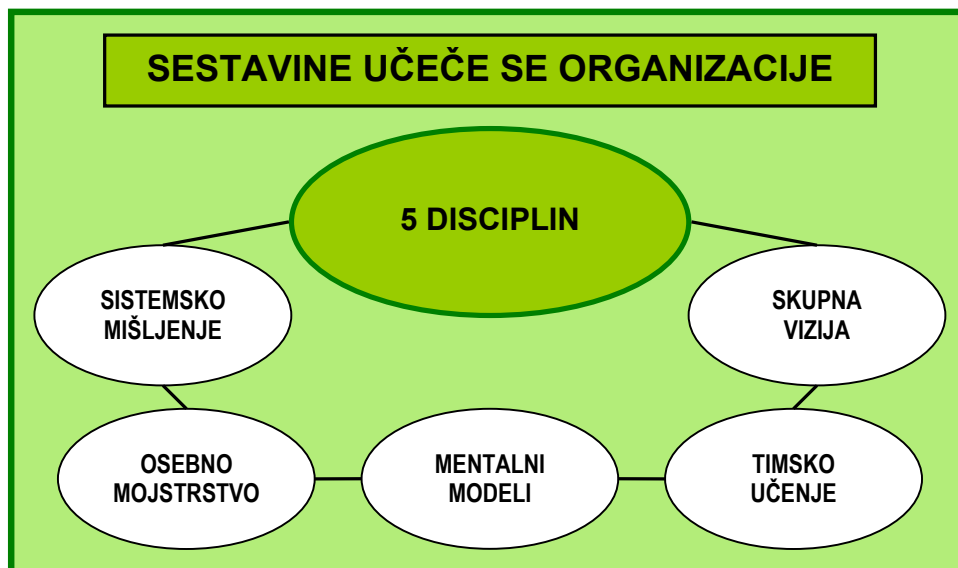 SESTAVINE UČEČE SE ORGANIZACIJE
5 DISCIPLIN
SISTEMSKO
MIŠLJENJE
SKUPNA
VIZIJA
OSEBNO
MOJSTRSTVO
MENTALNI
MODELI
TIMSKO
UČENJE